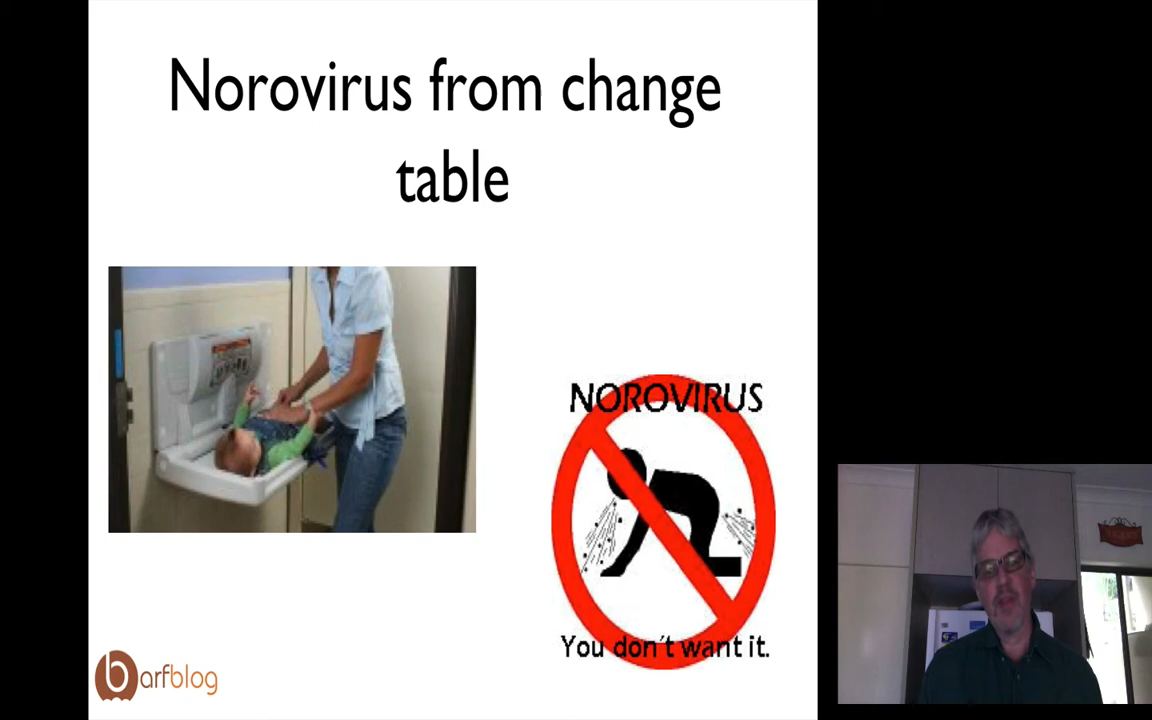 Norovirus from change
table
NOROVIRUS
You don't want it.
barfblog